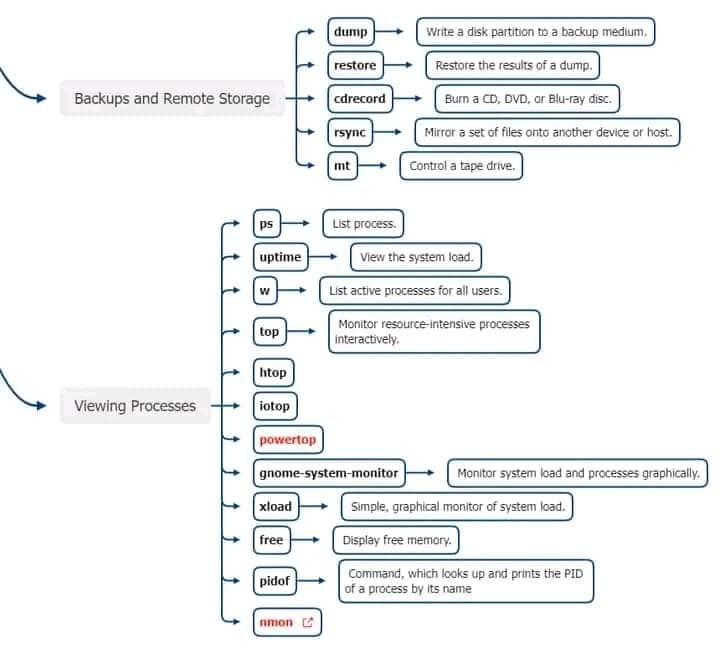 dump
Write a disk partition to a backup medium.
restore
Restore the results of a dump.
Backups and Remote Storage
cdrecord
Burn a CD, DVD, or Blu-ray disc.
rsync
Mirror a set of files onto another device or host.
mt
Control a tape drive.
ps
List process.
uptime
View the system load.
w
List active processes for all users.
top
Monitor resource-intensive processes
interactively.
htop
Viewing Processes
iotop
powertop
gnome-system-monitor
Monitor system load and processes graphically.
xload
Simple, graphical monitor of system load.
free
Display free memory.
pidof
Command, which looks up and prints the PID
of a process by its name
nmon